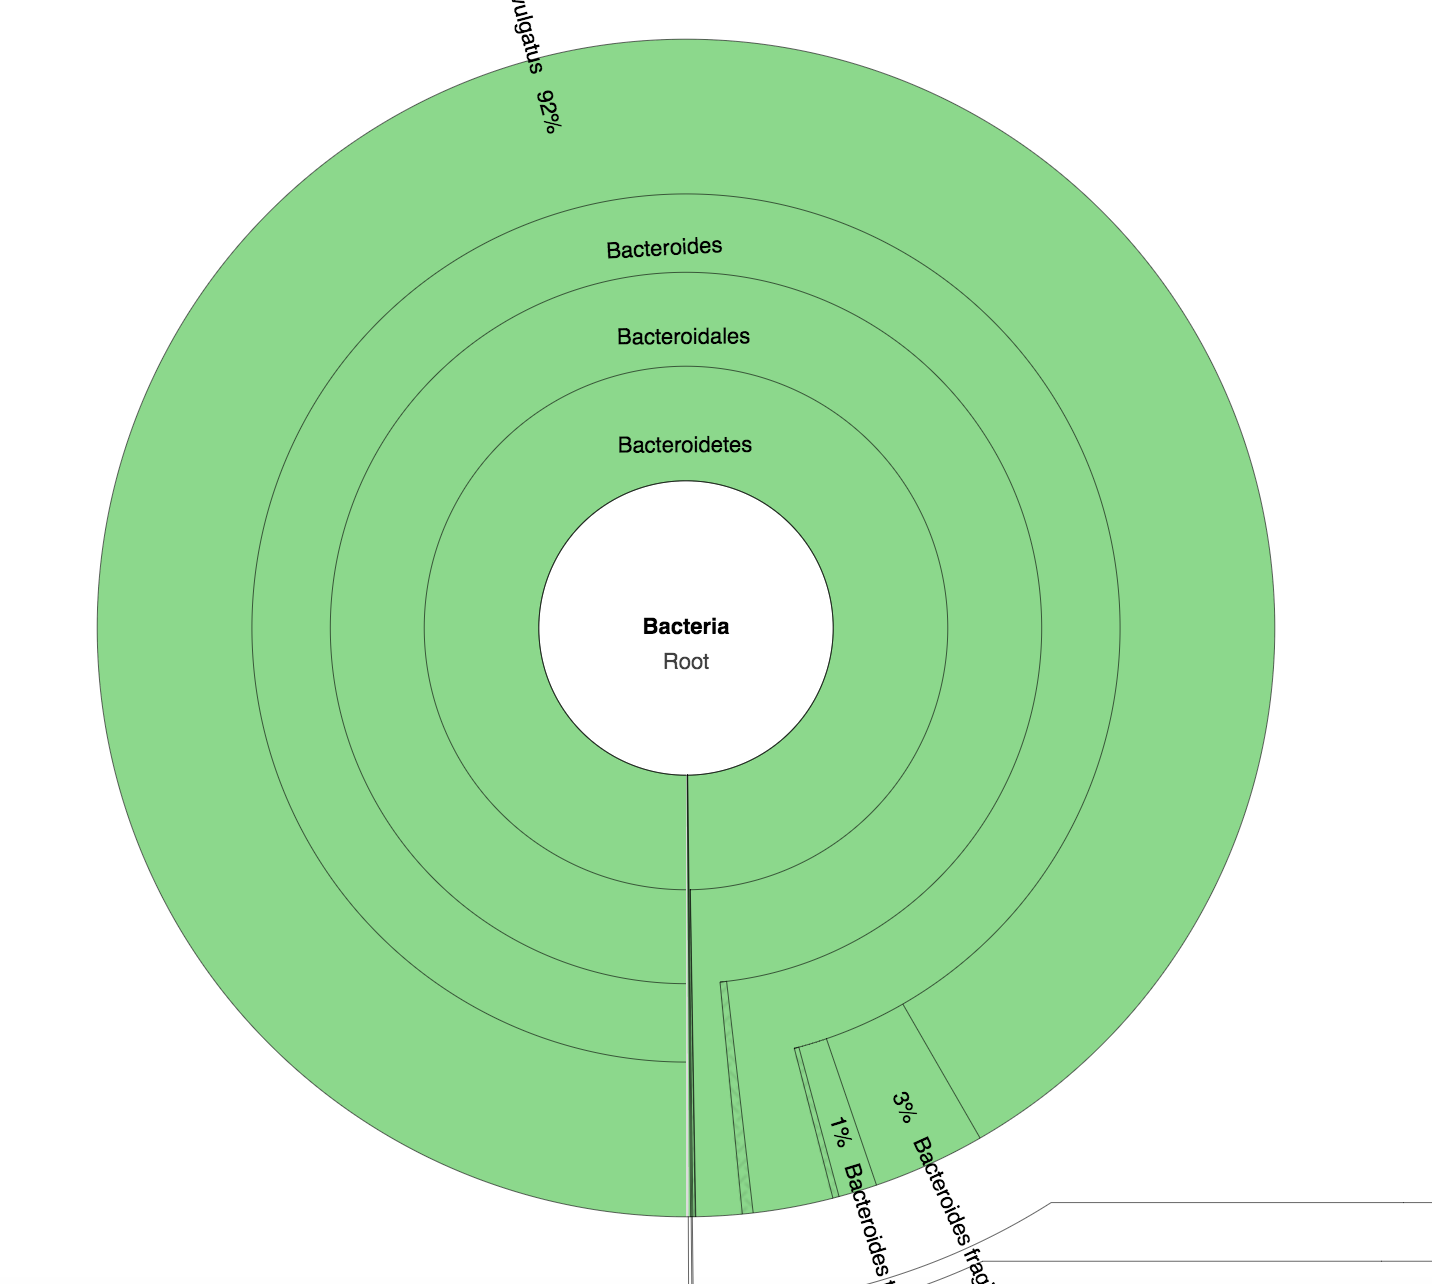 vulgatus 92%
Bacteroides
Bacteroidales
Bacteroidetes
Bacteria
Root
3% Bacteroides
1% Bacteroides